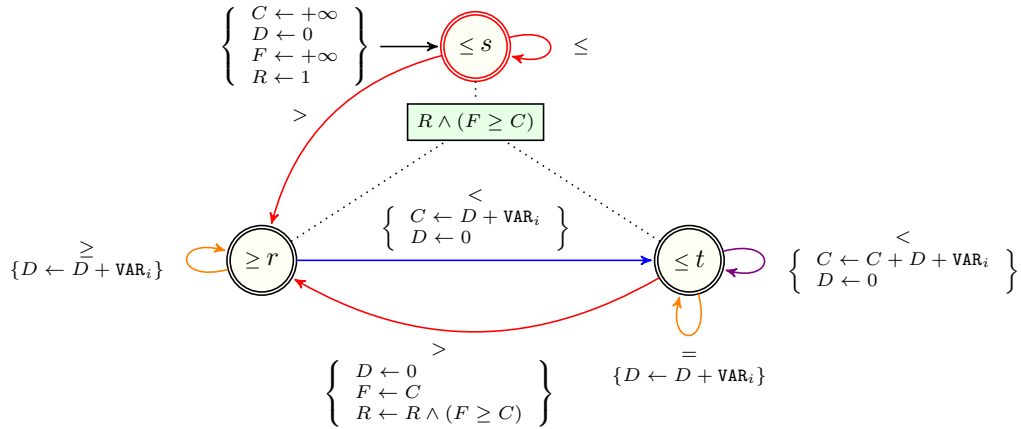 C ← +∞
D ← 0
F ← +∞
R ← 1
≤ s
≤
>
R ∧ (F ≥ C)
<
C ← D + VAR_i
D ← 0
≥
{D ← D + VAR_i}
≥ r
≤ t
<
C ← C + D + VAR_i
D ← 0
>
D ← 0
F ← C
R ← R ∧ (F ≥ C)
=
{D ← D + VAR_i}